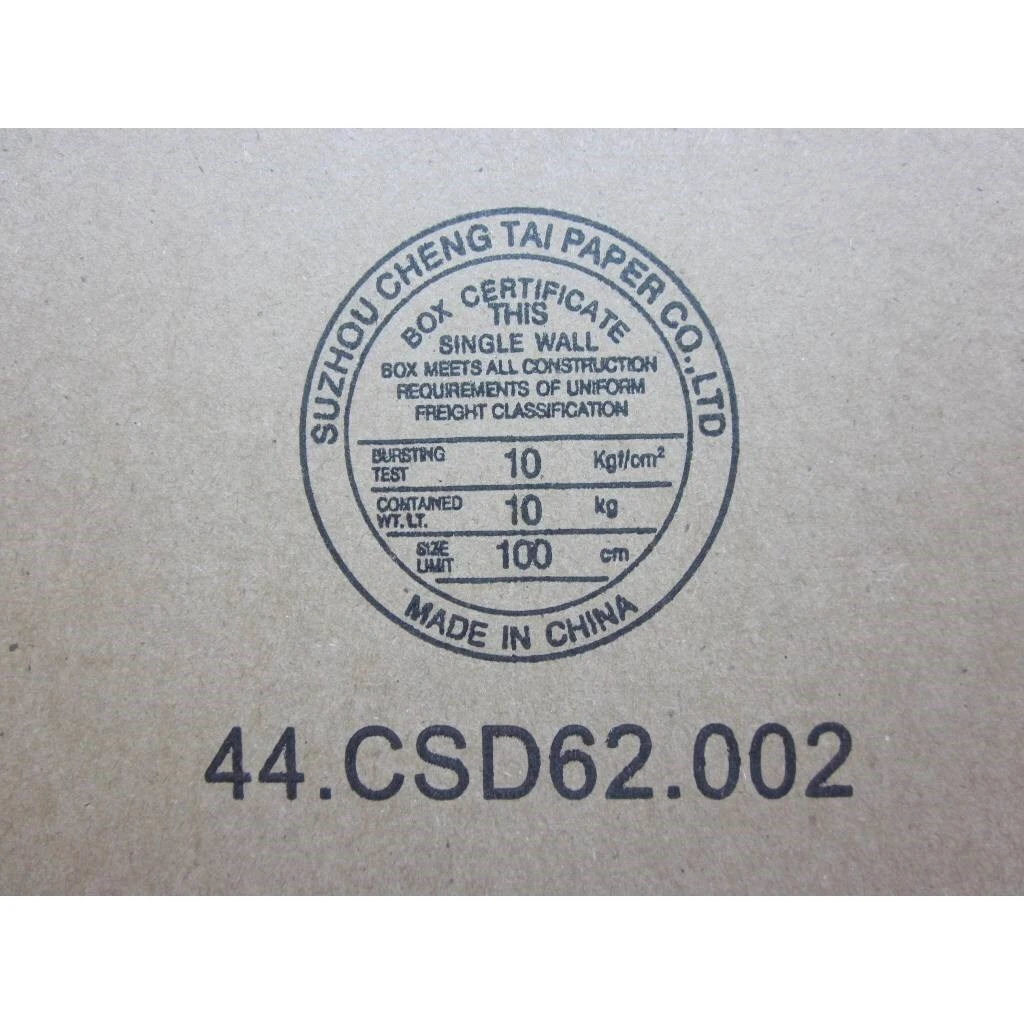 SUZHOU CHENG TAI PAPER CO.,LTD
BOX CERTIFICATE
THIS
SINGLE WALL
BOX MEETS ALL CONSTRUCTION
REQUIREMENTS OF UNIFORM
FREIGHT CLASSIFICATION
BURSTING TEST 10 Kgf/cm²
CONTAINED WT. LT. 10 kg
SIZE LIMIT 100 cm
MADE IN CHINA
44.CSD62.002